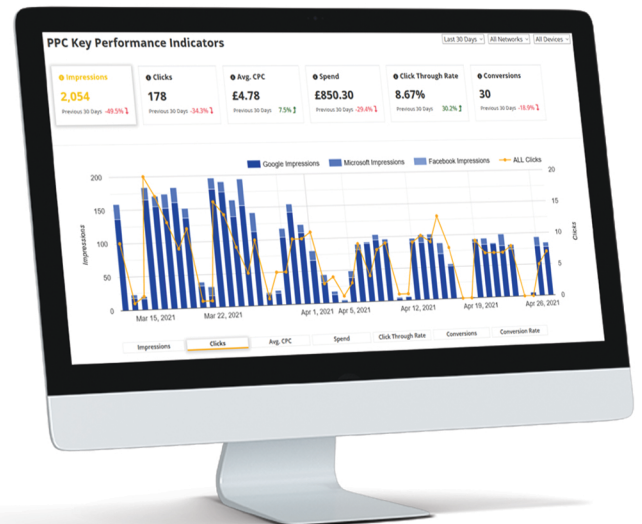 PPC Key Performance Indicators
Last 30 Days All Networks All Devices
Impressions
2,054
Previous 30 Days -49.5%
Clicks
178
Previous 30 Days -34.3%
Avg. CPC
£4.78
Previous 30 Days 7.5%
Spend
£850.30
Previous 30 Days -29.4%
Click Through Rate
8.67%
Previous 30 Days 30.2%
Conversions
30
Previous 30 Days -18.9%
Google Impressions Microsoft Impressions Facebook Impressions ALL Clicks
Impressions
200
150
100
50
0
20
15
10
5
0
Clicks
Mar 15, 2021 Mar 22, 2021 Apr 1, 2021 Apr 5, 2021 Apr 12, 2021 Apr 19, 2021 Apr 26, 2021
Impressions Clicks Avg. CPC Spend Click Through Rate Conversions Conversion Rate